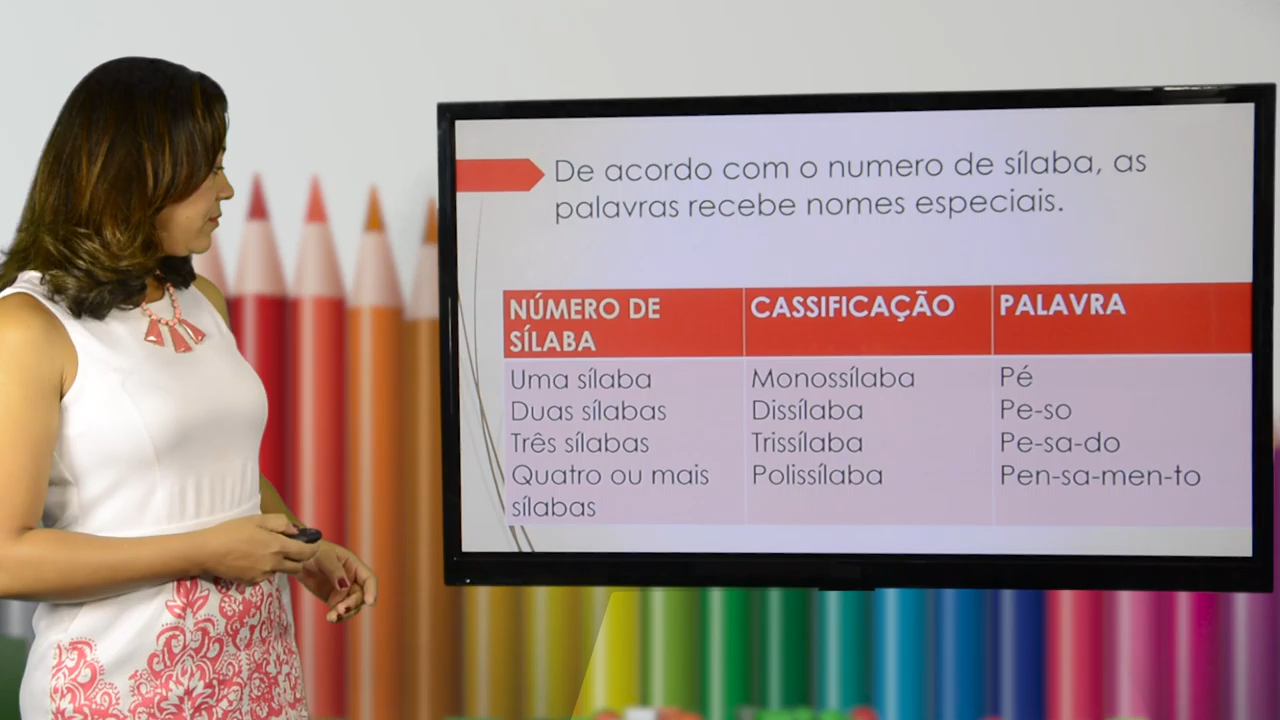 De acordo com o numero de sílaba, as
palavras recebe nomes especiais.
NÚMERO DE SÍLABA CASSIFICAÇÃO PALAVRA
Uma sílaba Monossílaba Pé
Duas sílabas Dissílaba Pe-so
Três sílabas Trissílaba Pe-sa-do
Quatro ou mais sílabas Polissílaba Pen-sa-men-to